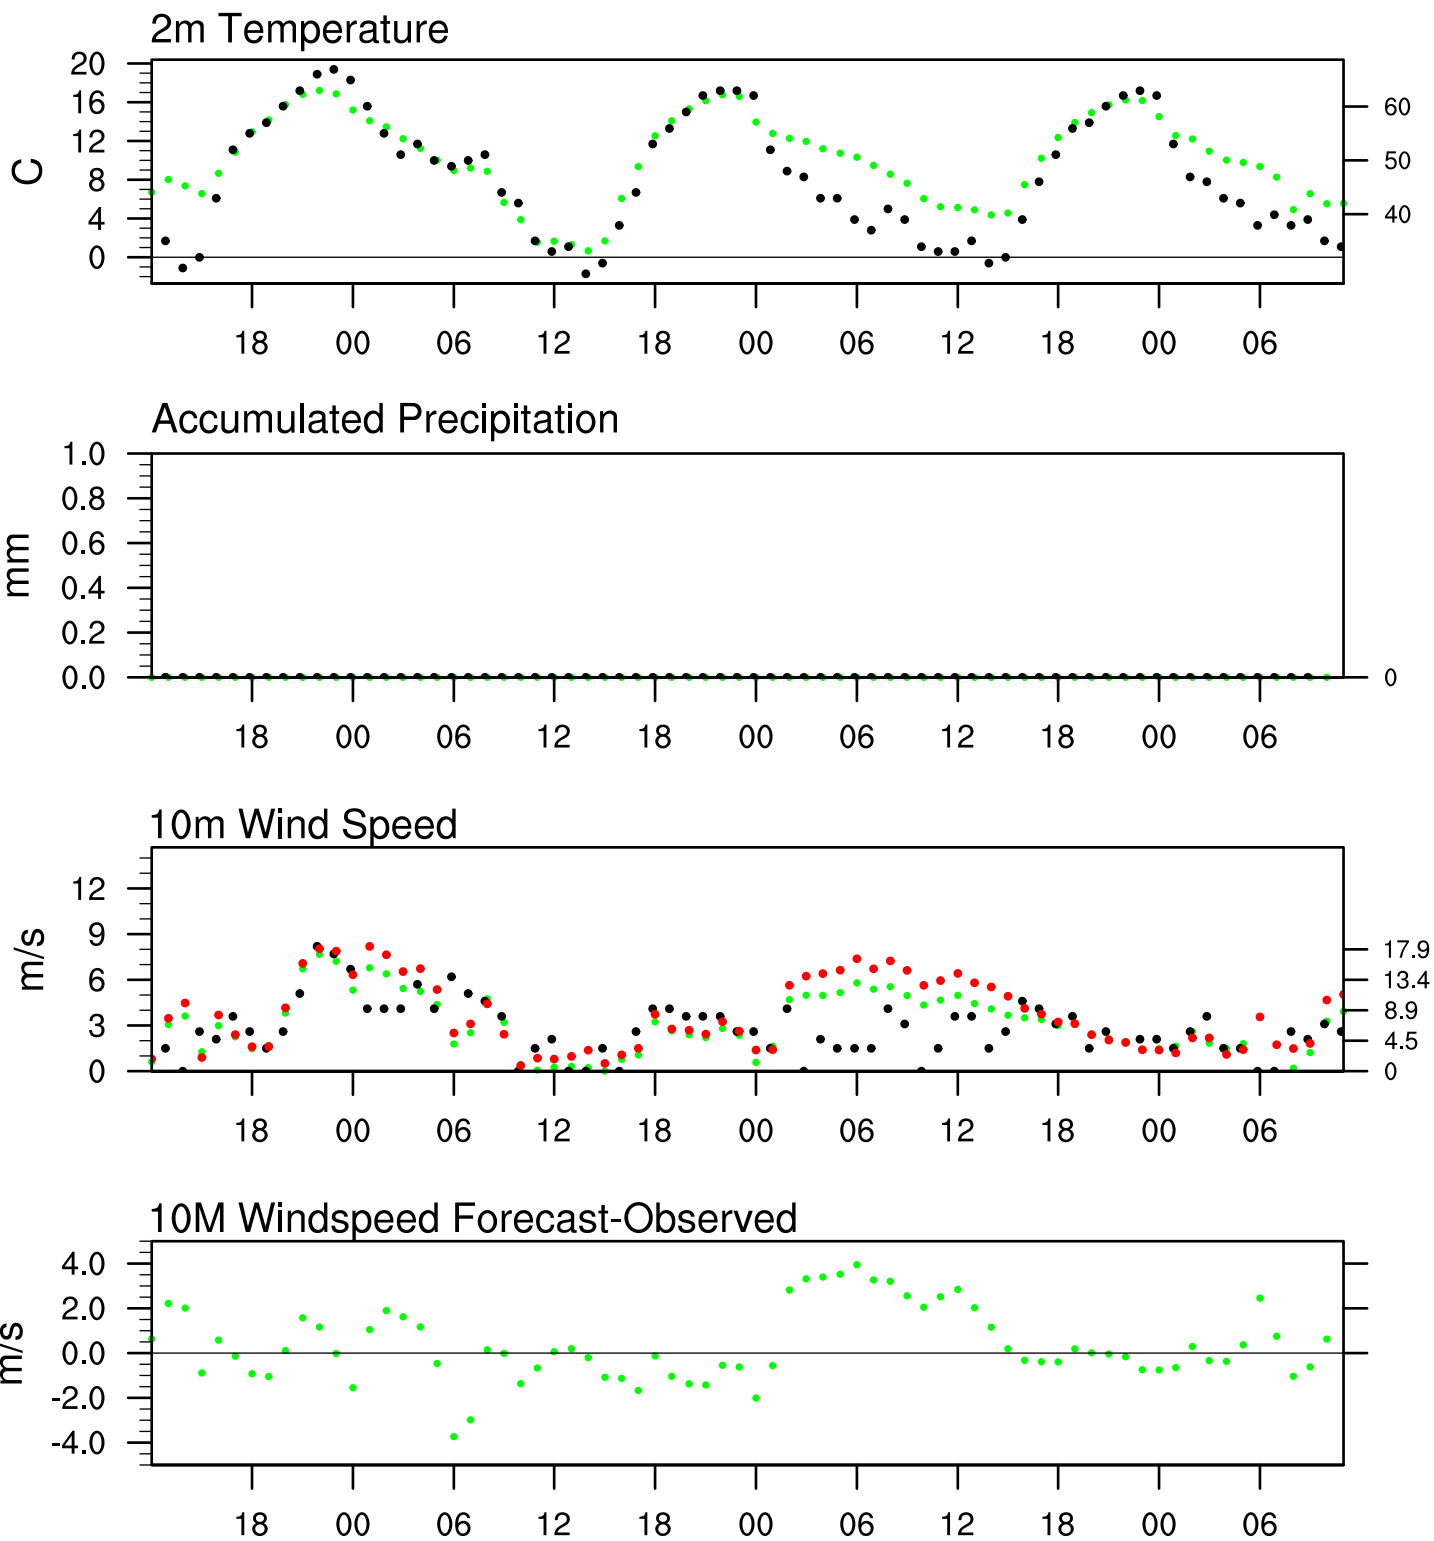 2m Temperature
20
16
12
8
4
0
C
60
50
40
18 00 06 12 18 00 06 12 18 00 06
Accumulated Precipitation
1.0
0.8
0.6
0.4
0.2
0.0
mm
0
18 00 06 12 18 00 06 12 18 00 06
10m Wind Speed
12
9
6
3
0
m/s
17.9
13.4
8.9
4.5
0
18 00 06 12 18 00 06 12 18 00 06
10M Windspeed Forecast-Observed
4.0
2.0
0.0
-2.0
-4.0
m/s
18 00 06 12 18 00 06 12 18 00 06